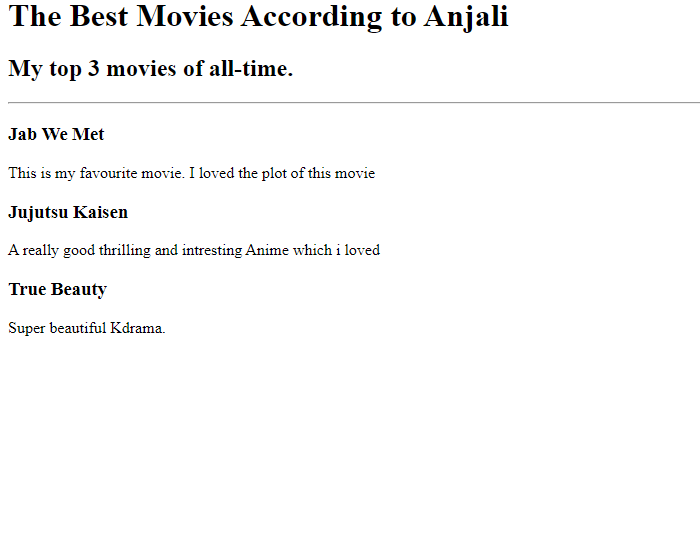 The Best Movies According to Anjali
My top 3 movies of all-time.
Jab We Met
This is my favourite movie. I loved the plot of this movie
Jujutsu Kaisen
A really good thrilling and intresting Anime which i loved
True Beauty
Super beautiful Kdrama.